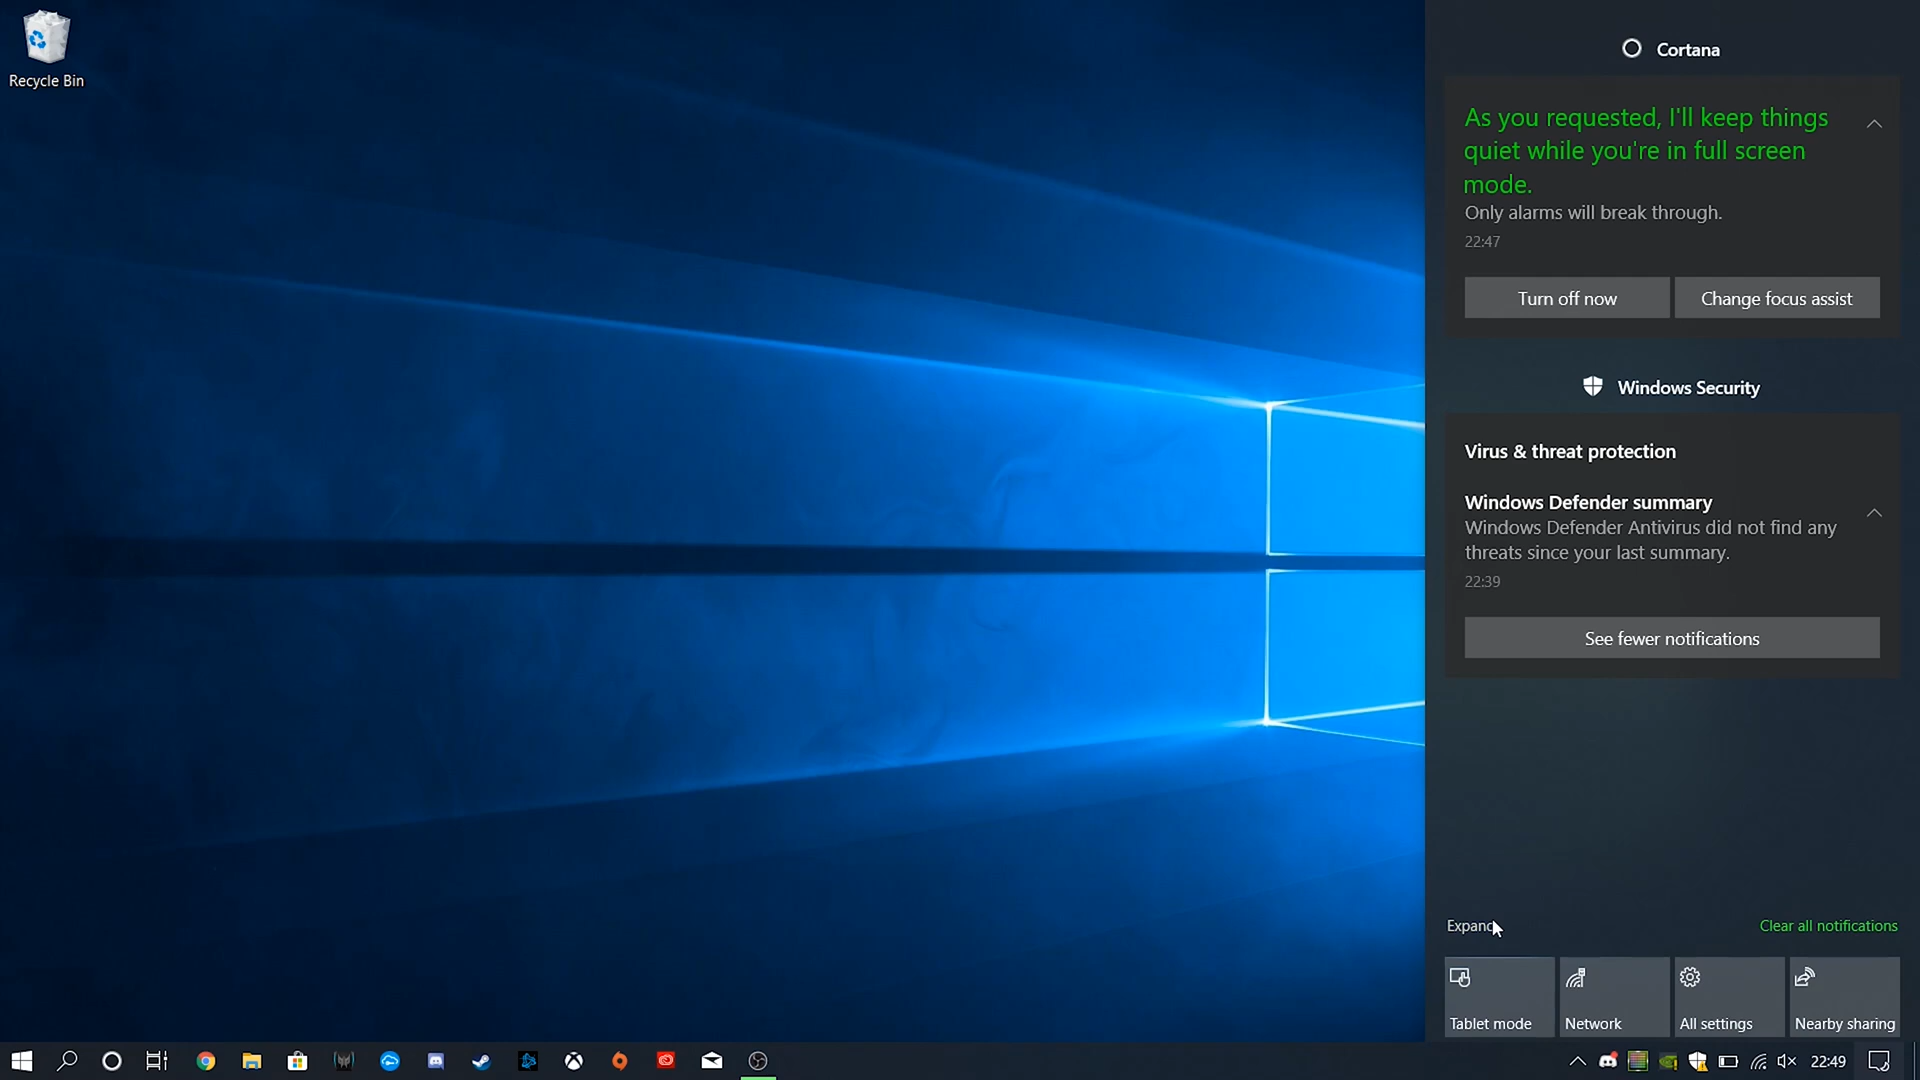 Recycle Bin
Cortana
As you requested, I'll keep things
quiet while you're in full screen
mode.
Only alarms will break through.
22:47
Turn off now
Change focus assist
Windows Security
Virus & threat protection
Windows Defender summary
Windows Defender Antivirus did not find any
threats since your last summary.
22:39
See fewer notifications
Expand
Clear all notifications
Tablet mode
Network
All settings
Nearby sharing
22:49